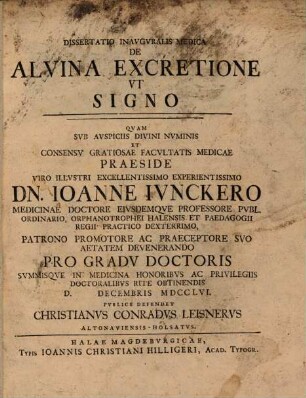 DISSERTATIO INAVGVRALIS MEDICA
DE
ALVINA EXCRETIONE
VT
SIGNO
QVAM
SVB AVSPICIIS DIVINI NVMINIS
ET
CONSENSV GRATIOSAE FACVLTATIS MEDICAE
PRAESIDE
VIRO ILLVSTRI EXCELLENTISSIMO EXPERIENTISSIMO
DN. IOANNE IVNCKERO
MEDICINAE DOCTORE EIVSDEMQVE PROFESSORE PVBL.
ORDINARIO, ORPHANOTROPHEI HALENSIS ET PAEDAGOGII
REGII PRACTICO DEXTERRIMO,
PATRONO PROMOTORE AC PRAECEPTORE SVO
AETATEM DEVENERANDO
PRO GRADV DOCTORIS
SVMMISQVE IN MEDICINA HONORIBVS AC PRIVILEGIIS
DOCTORALIBVS RITE OBTINENDIS
D. DECEMBRIS MDCCLVI.
PVBLICE DEFENDET
CHRISTIANVS CONRADVS LEISNERVS
ALTONAVIENSIS-HOLSATVS.
HALAE MAGDEBVRGICAE,
TYPIS IOANNIS CHRISTIANI HILLIGERI, ACAD. TYPOGR.